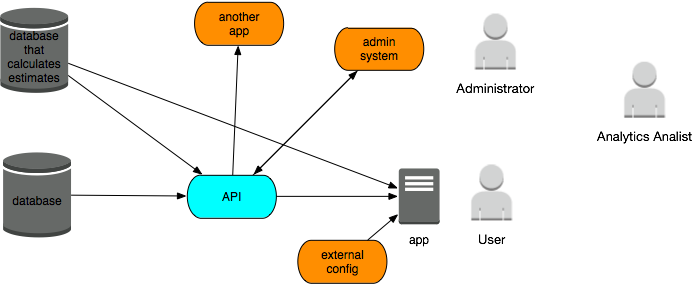 database
that
calculates
estimates
another
app
admin
system
Administrator
Analytics Analist
database
API
app
User
external
config